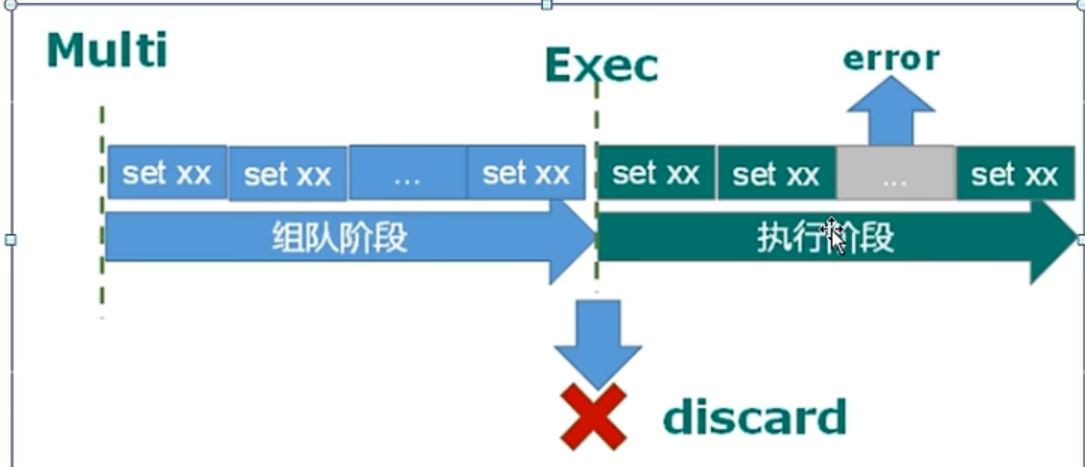 Multi
Exec
error
set xx set xx ... set xx set xx set xx ... set xx
组队阶段 执行阶段
discard